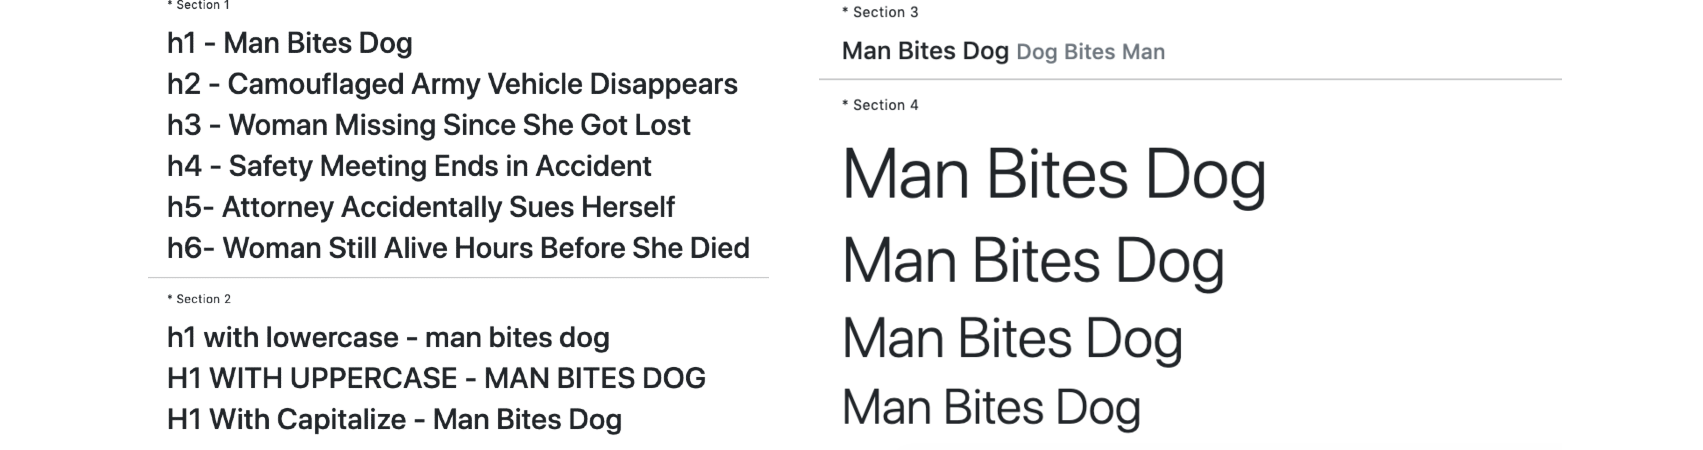 * Section 1
h1 - Man Bites Dog
h2 - Camouflaged Army Vehicle Disappears
h3 - Woman Missing Since She Got Lost
h4 - Safety Meeting Ends in Accident
h5- Attorney Accidentally Sues Herself
h6- Woman Still Alive Hours Before She Died
* Section 2
h1 with lowercase - man bites dog
H1 WITH UPPERCASE - MAN BITES DOG
H1 With Capitalize - Man Bites Dog
* Section 3
Man Bites Dog Dog Bites Man
* Section 4
Man Bites Dog
Man Bites Dog
Man Bites Dog
Man Bites Dog